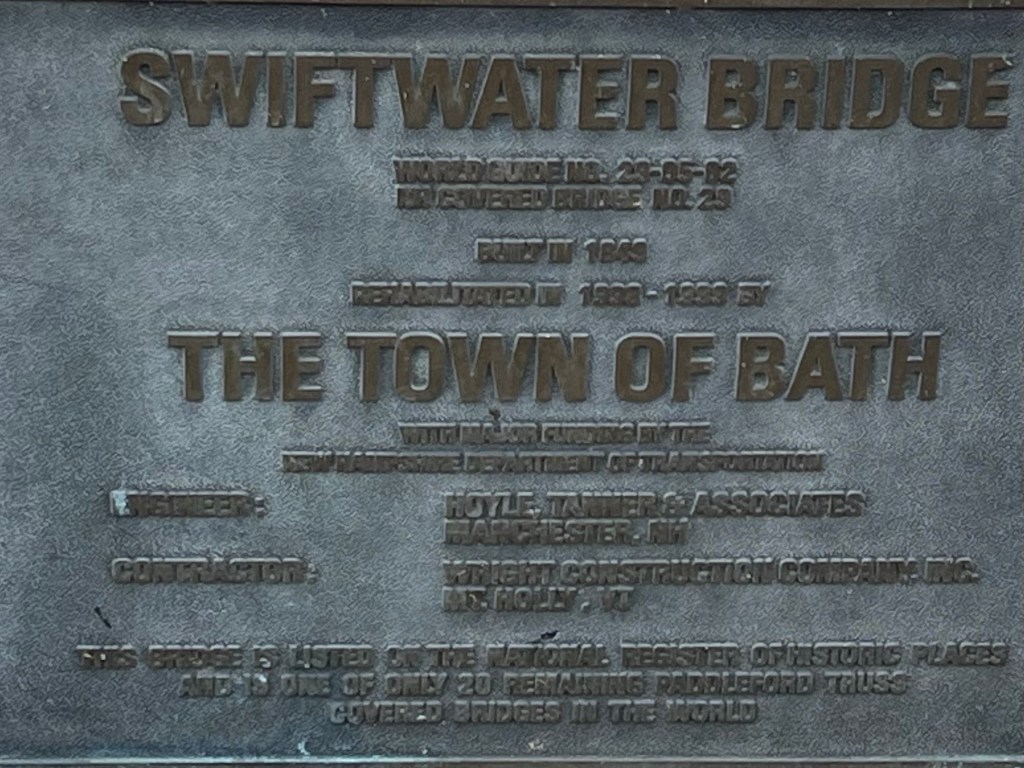 SWIFTWATER BRIDGE
WORLD GUIDE NO. 29-05-02
NH COVERED BRIDGE NO. 29
BUILT IN 1849
REHABILITATED IN 1998 - 1999 BY
THE TOWN OF BATH
WITH MAJOR FUNDING BY THE
NEW HAMPSHIRE DEPARTMENT OF TRANSPORTATION
ENGINEER: HOYLE, TANNER & ASSOCIATES
MANCHESTER, NH
CONTRACTOR: WRIGHT CONSTRUCTION COMPANY, INC.
MT. HOLLY, VT
THIS BRIDGE IS LISTED ON THE NATIONAL REGISTER OF HISTORIC PLACES
AND IS ONE OF ONLY 20 REMAINING PADDLEFORD TRUSS
COVERED BRIDGES IN THE WORLD